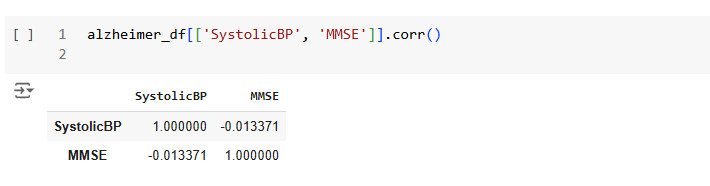 [ ] 1 alzheimer_df[['SystolicBP', 'MMSE']].corr()
2
SystolicBP MMSE
SystolicBP 1.000000 -0.013371
MMSE -0.013371 1.000000